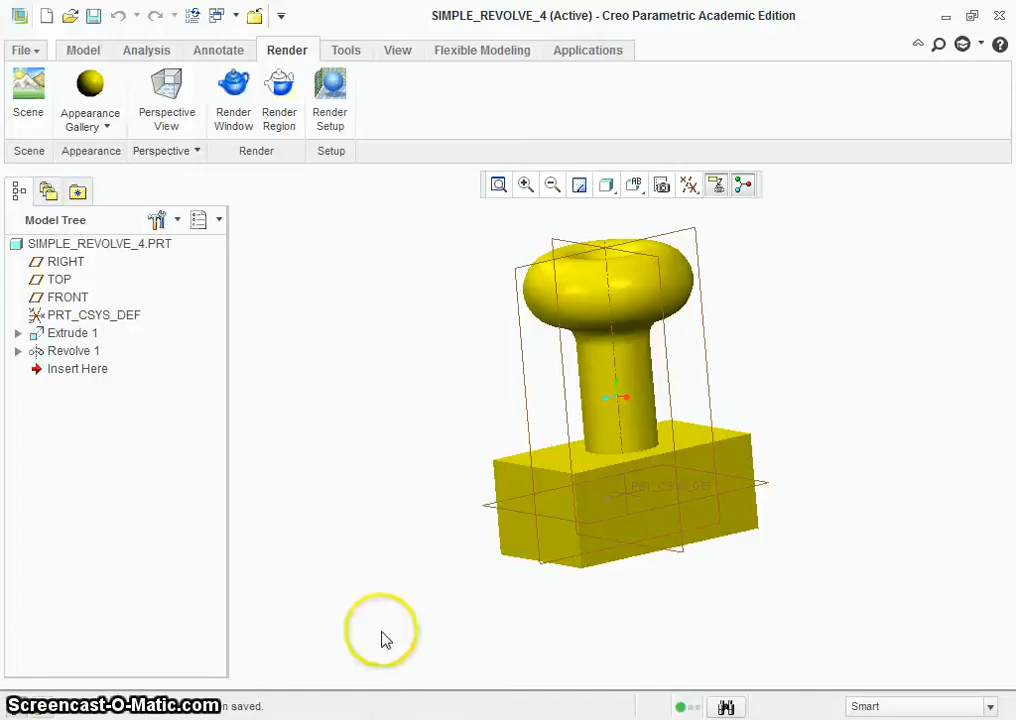 SIMPLE_REVOLVE_4 (Active) - Creo Parametric Academic Edition
File Model Analysis Annotate Render Tools View Flexible Modeling Applications
Scene Appearance Gallery Perspective View Render Window Render Region Render Setup
Scene Appearance Perspective Render Setup
Model Tree
SIMPLE_REVOLVE_4.PRT
RIGHT
TOP
FRONT
PRT_CSYS_DEF
Extrude 1
Revolve 1
Insert Here
PRT_CSYS_DEF
Screencast-O-Matic.com
n saved.
Smart